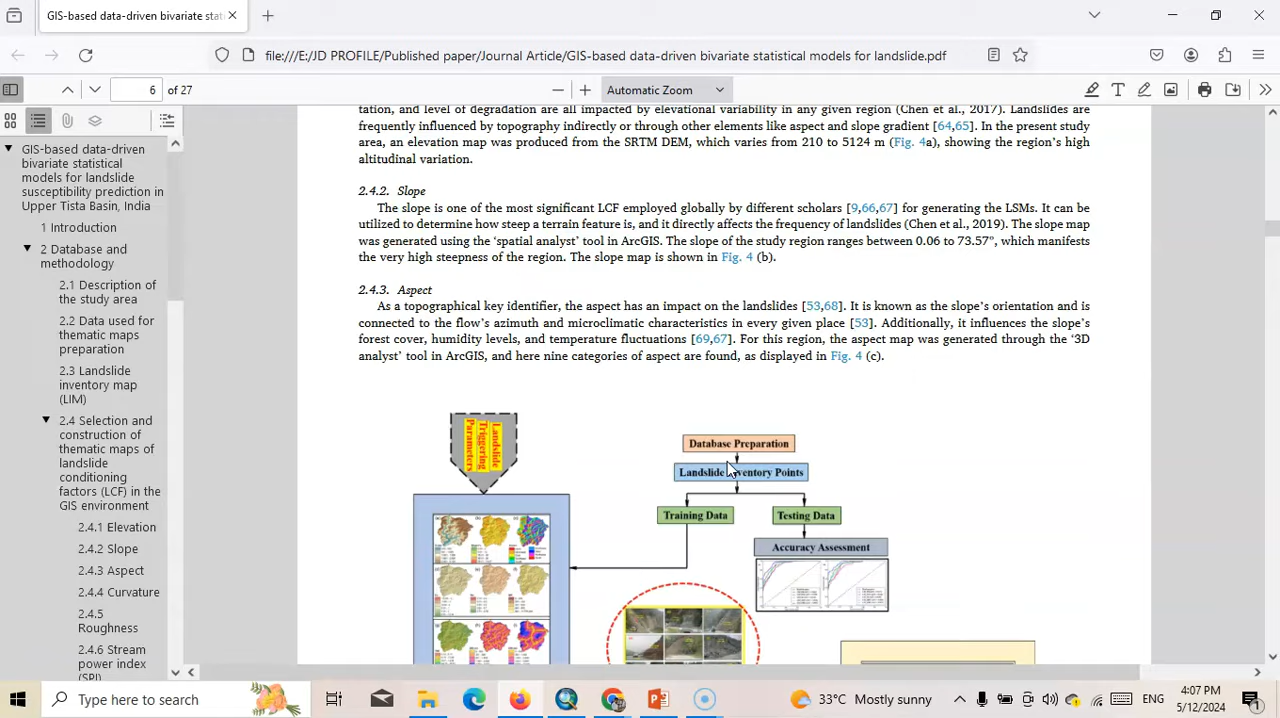 GIS-based data-driven bivariate stat
file:///E:/JD PROFILE/Published paper/Journal Article/GIS-based data-driven bivariate statistical models for landslide.pdf
6 of 27
Automatic Zoom
GIS-based data-driven
bivariate statistical
models for landslide
susceptibility prediction in
Upper Tista Basin, India
1 Introduction
2 Database and
methodology
2.1 Description of
the study area
2.2 Data used for
thematic maps
preparation
2.3 Landslide
inventory map
(LIM)
2.4 Selection and
construction of
thematic maps of
landslide
conditioning
factors (LCF) in the
GIS environment
2.4.1 Elevation
2.4.2 Slope
2.4.3 Aspect
2.4.4 Curvature
2.4.5
Roughness
2.4.6 Stream
power index
(SPI)
tation, and level of degradation are all impacted by elevational variability in any given region (Chen et al., 2017). Landslides are
frequently influenced by topography indirectly or through other elements like aspect and slope gradient [64,65]. In the present study
area, an elevation map was produced from the SRTM DEM, which varies from 210 to 5124 m (Fig. 4a), showing the region's high
altitudinal variation.
2.4.2. Slope
The slope is one of the most significant LCF employed globally by different scholars [9,66,67] for generating the LSMs. It can be
utilized to determine how steep a terrain feature is, and it directly affects the frequency of landslides (Chen et al., 2019). The slope map
was generated using the 'spatial analyst' tool in ArcGIS. The slope of the study region ranges between 0.06 to 73.57°, which manifests
the very high steepness of the region. The slope map is shown in Fig. 4 (b).
2.4.3. Aspect
As a topographical key identifier, the aspect has an impact on the landslides [53,68]. It is known as the slope's orientation and is
connected to the flow's azimuth and microclimatic characteristics in every given place [53]. Additionally, it influences the slope's
forest cover, humidity levels, and temperature fluctuations [69,67]. For this region, the aspect map was generated through the '3D
analyst' tool in ArcGIS, and here nine categories of aspect are found, as displayed in Fig. 4 (c).
Landslide
Triggering
Parameters
Database Preparation
Landslide Inventory Points
Training Data
Testing Data
Accuracy Assessment
Type here to search
33°C Mostly sunny
ENG
4:07 PM
5/12/2024